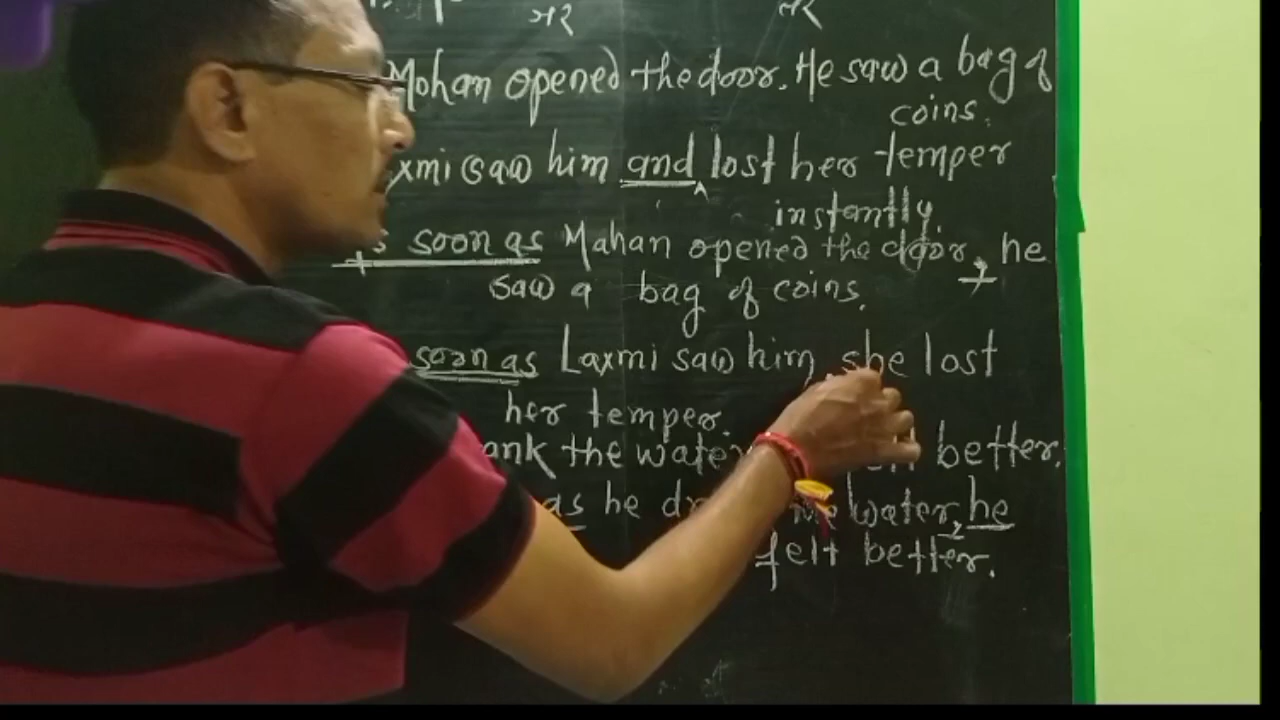 નર નર
Mohan opened the door. He saw a bag of
coins.
xmi saw him and lost her temper
instantly.
s soon as Mahan opened the door, he
saw a bag of coins.
soon as Laxmi saw him, she lost
her temper.
ank the water better.
as he water, he
felt better.